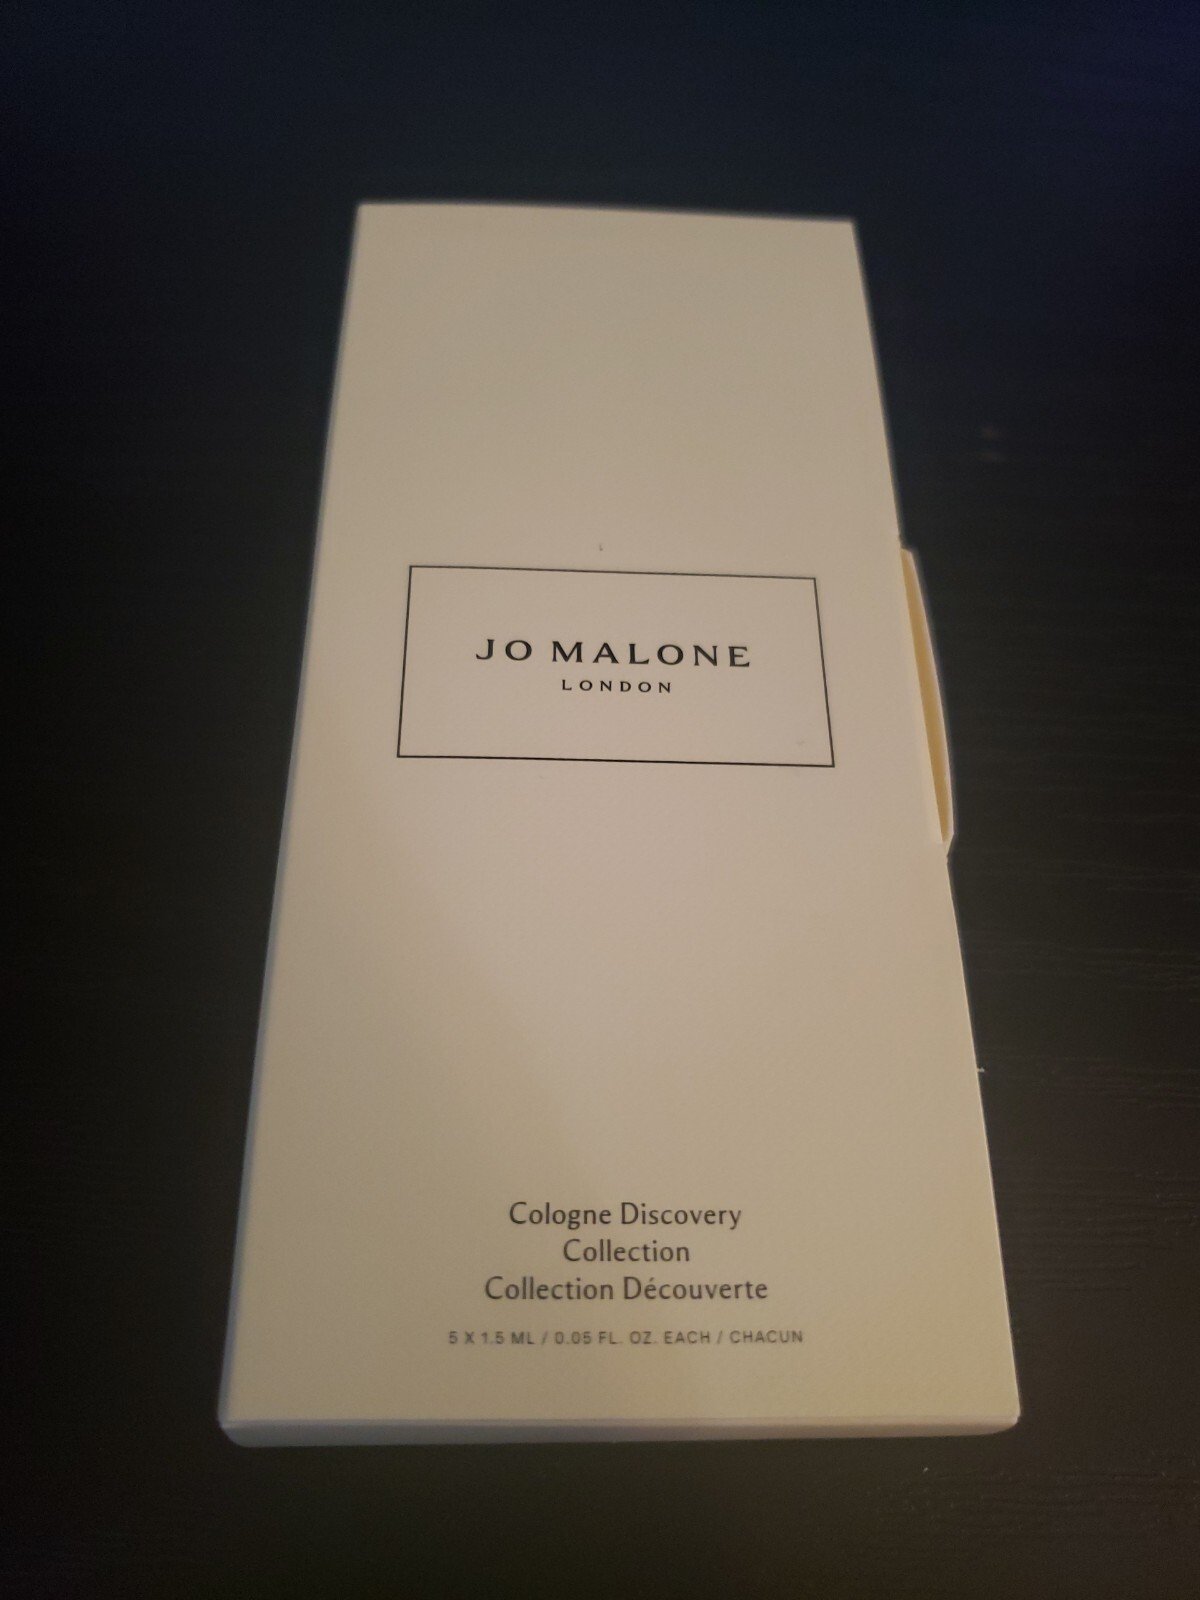 JO MALONE
LONDON
Cologne Discovery
Collection
Collection Découverte
5 X 1.5 ML / 0.05 FL. OZ. EACH / CHACUN